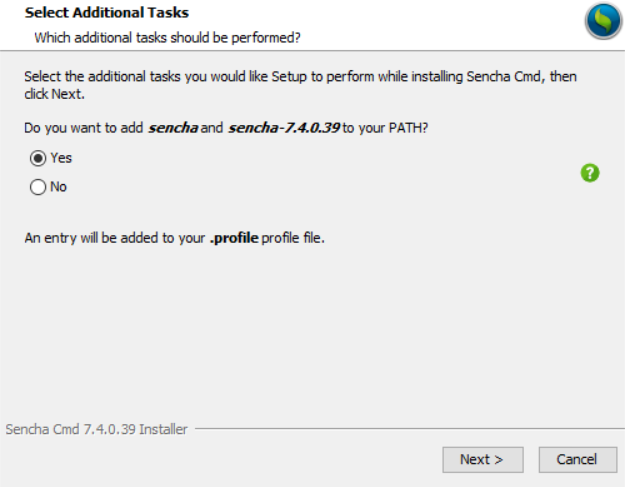 Select Additional Tasks
Which additional tasks should be performed?
Select the additional tasks you would like Setup to perform while installing Sencha Cmd, then
click Next.
Do you want to add sencha and sencha-7.4.0.39 to your PATH?
Yes
?
No
An entry will be added to your .profile profile file.
Sencha Cmd 7.4.0.39 Installer
Next > Cancel